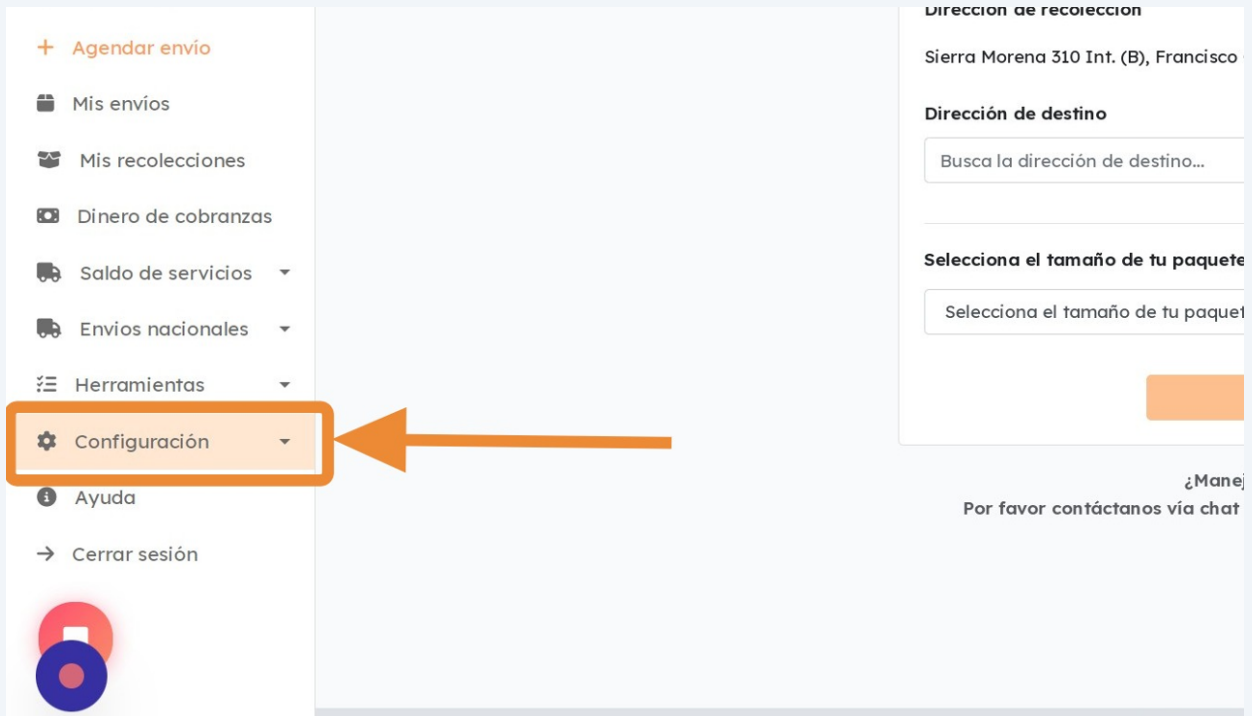 Agendar envío
Mis envíos
Mis recolecciones
Dinero de cobranzas
Saldo de servicios
Envios nacionales
Herramientas
Configuración
Ayuda
Cerrar sesión
Dirección de recolección
Sierra Morena 310 Int. (B), Francisco
Dirección de destino
Busca la dirección de destino...
Selecciona el tamaño de tu paquete
Selecciona el tamaño de tu paquet
¿Manej
Por favor contáctanos vía chat